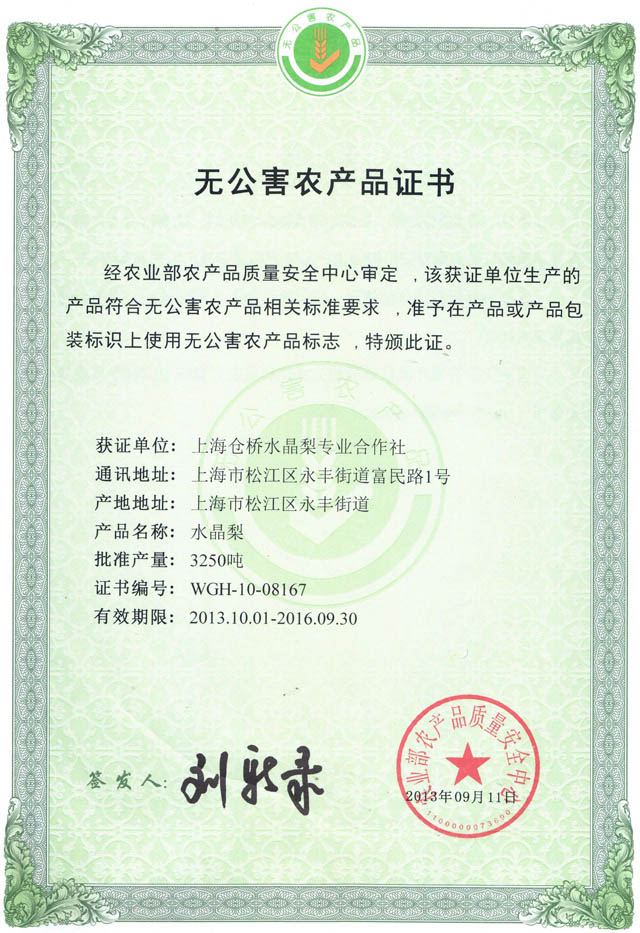 无公害农产品
无公害农产品证书
经农业部农产品质量安全中心审定 ，该获证单位生产的
产品符合无公害农产品相关标准要求 ，准予在产品或产品包
装标识上使用无公害农产品标志 ，特颁此证。
公害农产品
获证单位：上海仓桥水晶梨专业合作社
通讯地址：上海市松江区永丰街道富民路1号
产地地址：上海市松江区永丰街道
产品名称：水晶梨
批准产量：3250吨
证书编号：WGH-10-08167
有效期限：2013.10.01-2016.09.30
农业部农产品质量安全中心
签发人：刘新录
2013年09月11日
1100000073690